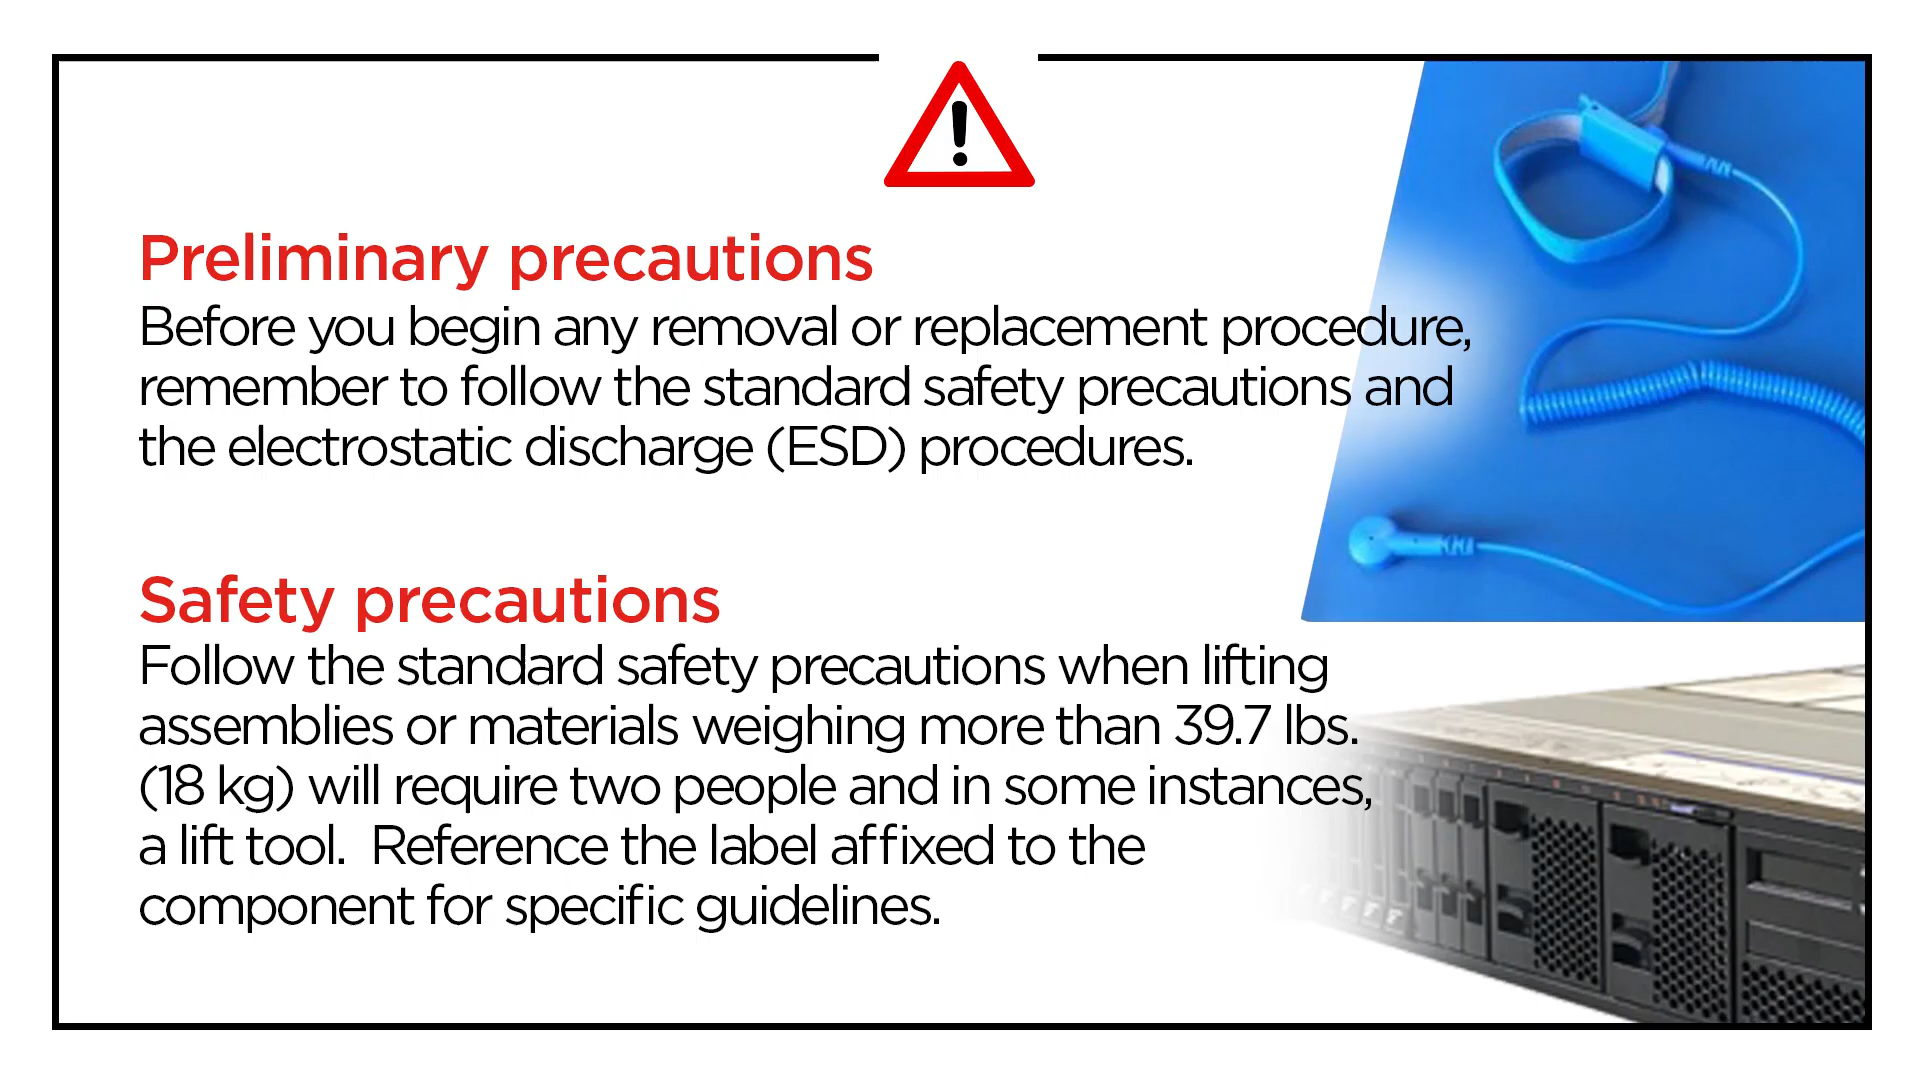 Preliminary precautions
Before you begin any removal or replacement procedure,
remember to follow the standard safety precautions and
the electrostatic discharge (ESD) procedures.
Safety precautions
Follow the standard safety precautions when lifting
assemblies or materials weighing more than 39.7 lbs.
(18 kg) will require two people and in some instances,
a lift tool.  Reference the label affixed to the
component for specific guidelines.